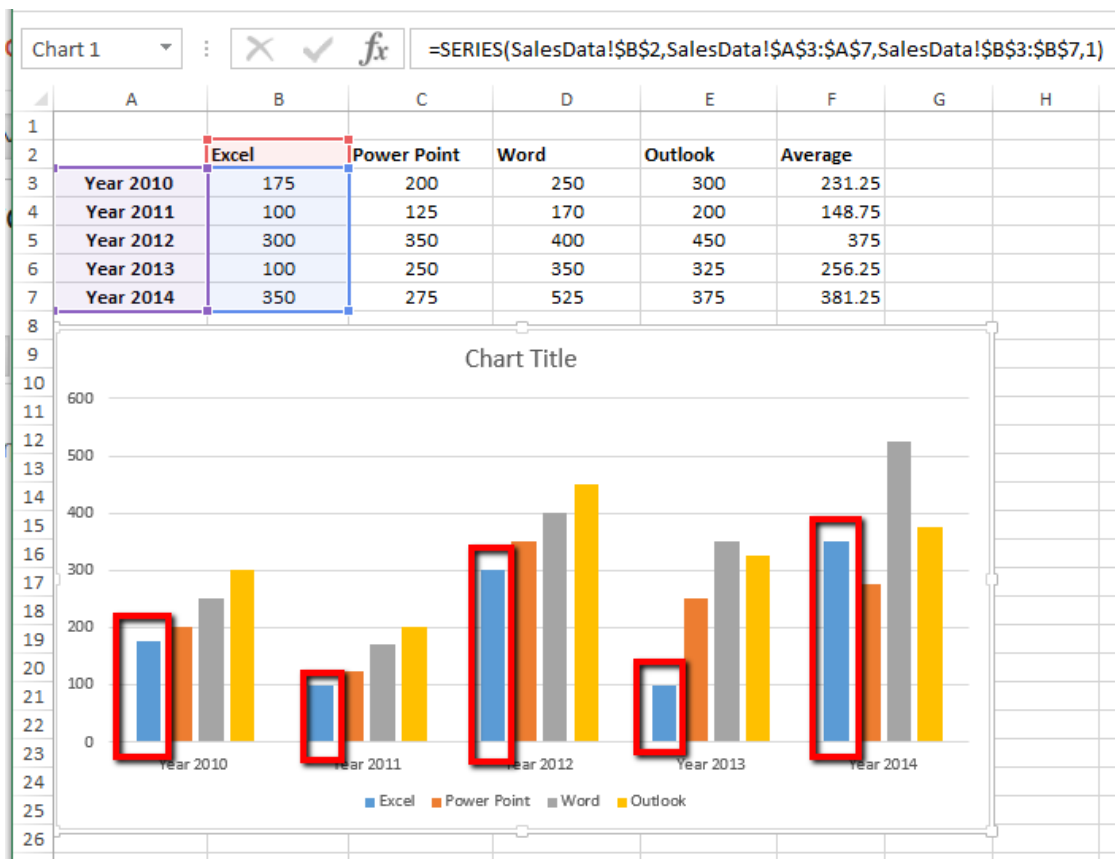 Chart 1 fx =SERIES(SalesData!$B$2,SalesData!$A$3:$A$7,SalesData!$B$3:$B$7,1)
A B C D E F G H
1
2 Excel Power Point Word Outlook Average
3 Year 2010 175 200 250 300 231.25
4 Year 2011 100 125 170 200 148.75
5 Year 2012 300 350 400 450 375
6 Year 2013 100 250 350 325 256.25
7 Year 2014 350 275 525 375 381.25
8
9 Chart Title
10
600
11
12
500
13
14
400
15
16
300
17
18
200
19
20
100
21
22
0
23
Year 2010 Year 2011 Year 2012 Year 2013 Year 2014
24
Excel Power Point Word Outlook
25
26